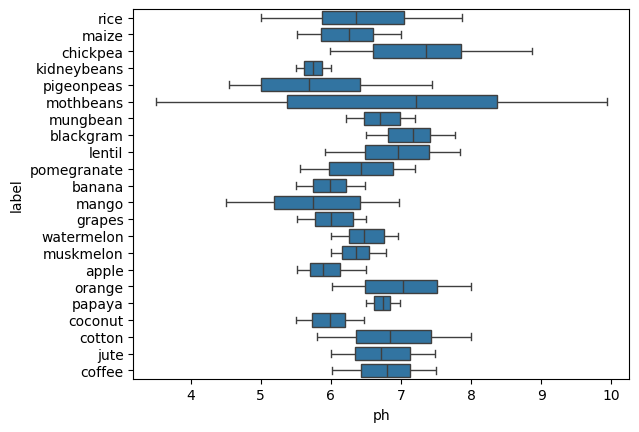 label
rice
maize
chickpea
kidneybeans
pigeonpeas
mothbeans
mungbean
blackgram
lentil
pomegranate
banana
mango
grapes
watermelon
muskmelon
apple
orange
papaya
coconut
cotton
jute
coffee
4 5 6 7 8 9 10
ph